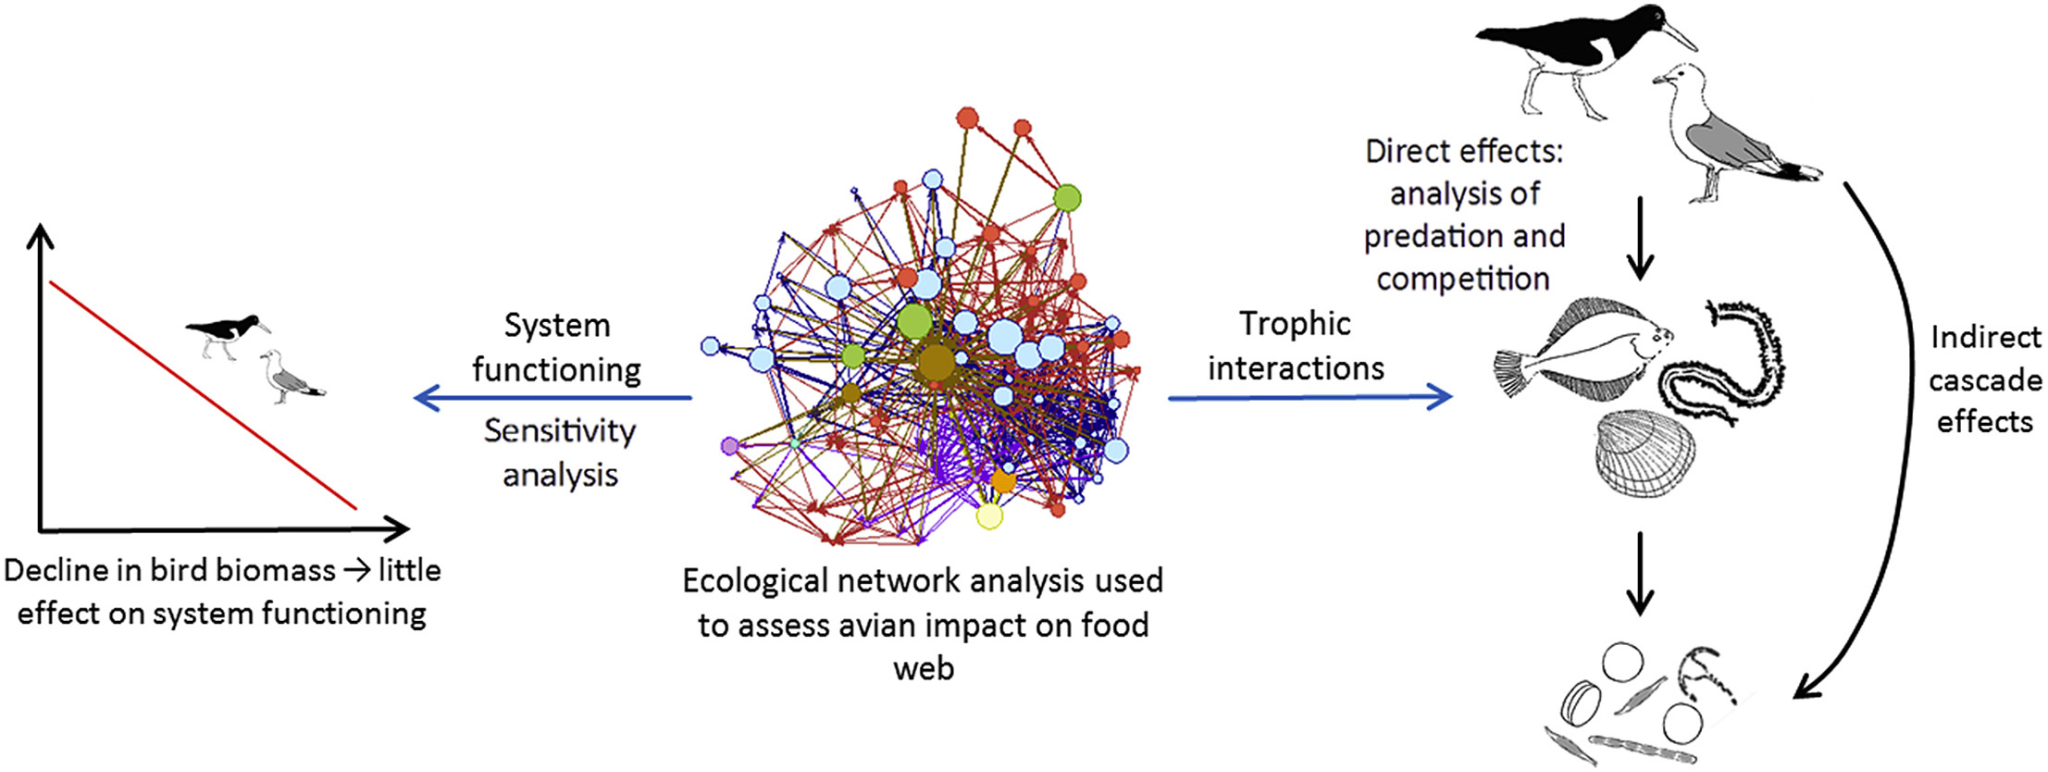 Decline in bird biomass → little
effect on system functioning
System
functioning
Sensitivity
analysis
Ecological network analysis used
to assess avian impact on food
web
Trophic
interactions
Direct effects:
analysis of
predation and
competition
Indirect
cascade
effects